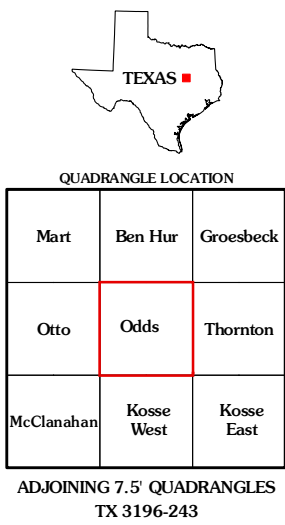 TEXAS
QUADRANGLE LOCATION
Mart Ben Hur Groesbeck
Otto Odds Thornton
McClanahan Kosse West Kosse East
ADJOINING 7.5' QUADRANGLES
TX 3196-243